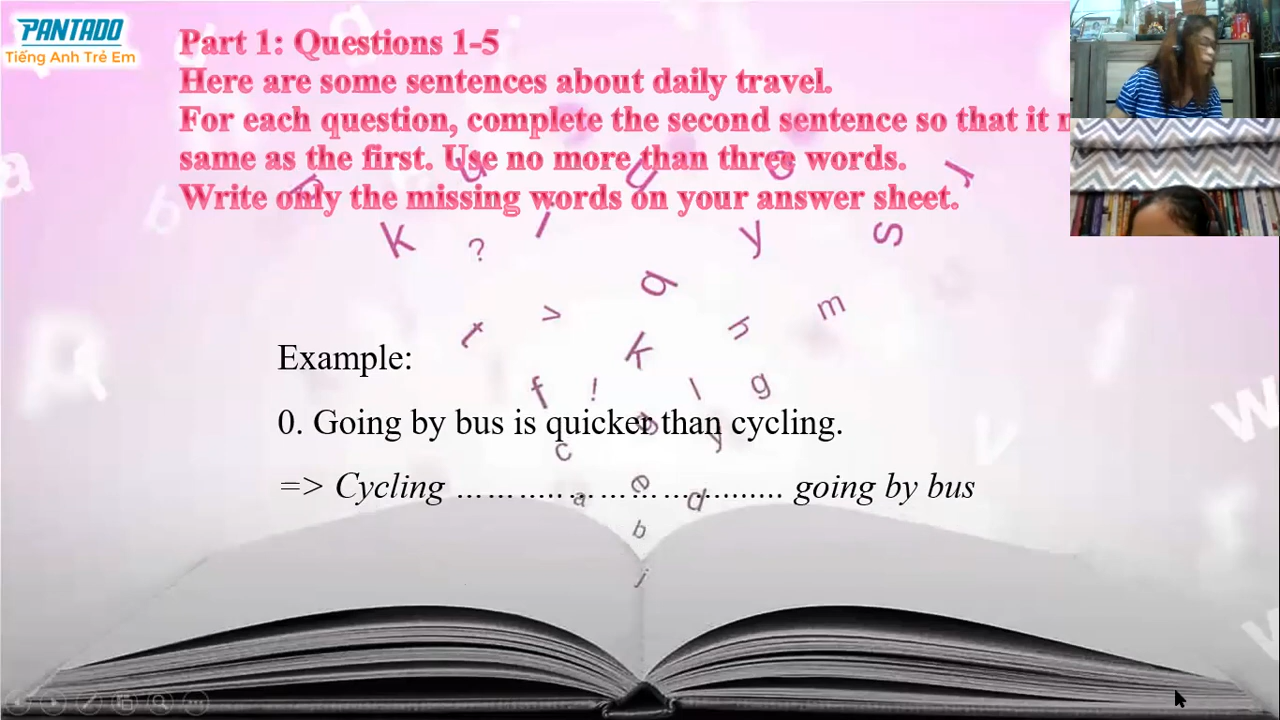 PANTADO
Tiếng Anh Trẻ Em
Part 1: Questions 1-5
Here are some sentences about daily travel.
For each question, complete the second sentence so that it
same as the first. Use no more than three words.
Write only the missing words on your answer sheet.
Example:
0. Going by bus is quicker than cycling.
=> Cycling ………..………………......... going by bus